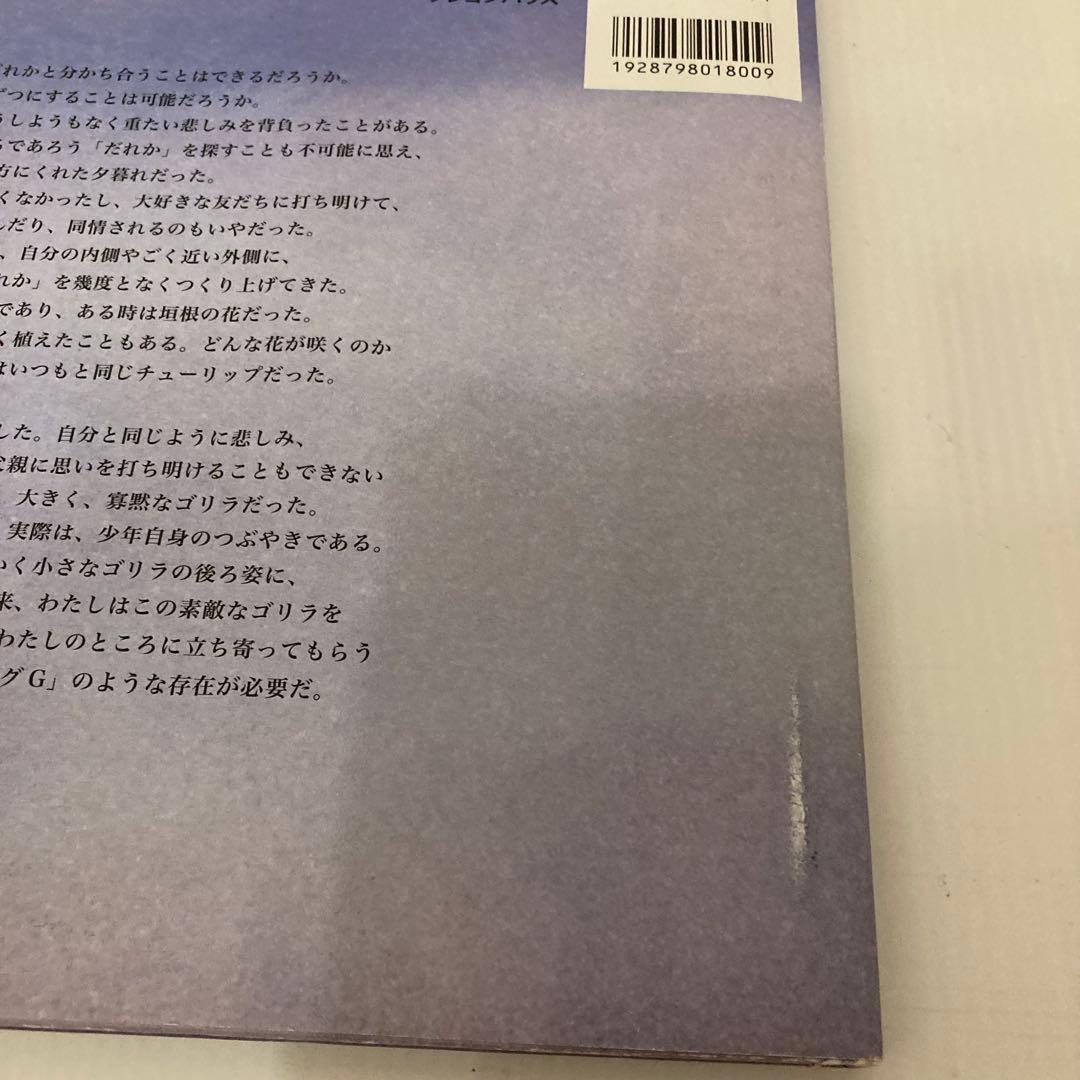 1928798018009
だれかと分かち合うことはできるだろうか。
ずつにすることは可能だろうか。
うしようもなく重たい悲しみを背負ったことがある。
るであろう「だれか」を探すことも不可能に思え、
方にくれた夕暮れだった。
くなかったし、大好きな友だちに打ち明けて、
んだり、同情されるのもいやだった。
、自分の内側やごく近い外側に、
れか」を幾度となくつくり上げてきた。
であり、ある時は垣根の花だった。
く植えたこともある。どんな花が咲くのか
はいつもと同じチューリップだった。
した。自分と同じように悲しみ、
父親に思いを打ち明けることもできない
、大きく、寡黙なゴリラだった。
実際は、少年自身のつぶやきである。
いく小さなゴリラの後ろ姿に、
来、わたしはこの素敵なゴリラを
わたしのところに立ち寄ってもらう
グG」のような存在が必要だ。